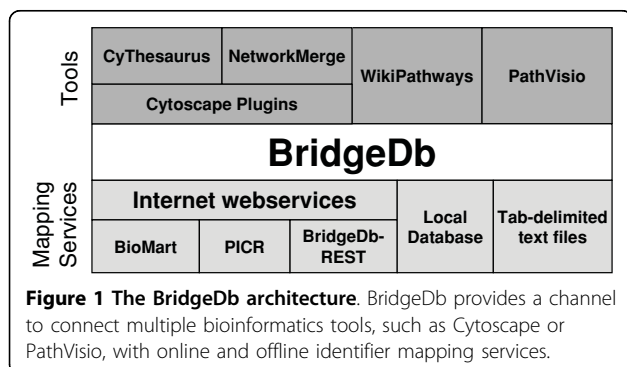 Tools
CyThesaurus
NetworkMerge
Cytoscape Plugins
WikiPathways
PathVisio
BridgeDb
Mapping
Services
Internet webservices
BioMart
PICR
BridgeDb-
REST
Local
Database
Tab-delimited
text files
Figure 1 The BridgeDb architecture. BridgeDb provides a channel
to connect multiple bioinformatics tools, such as Cytoscape or
PathVisio, with online and offline identifier mapping services.